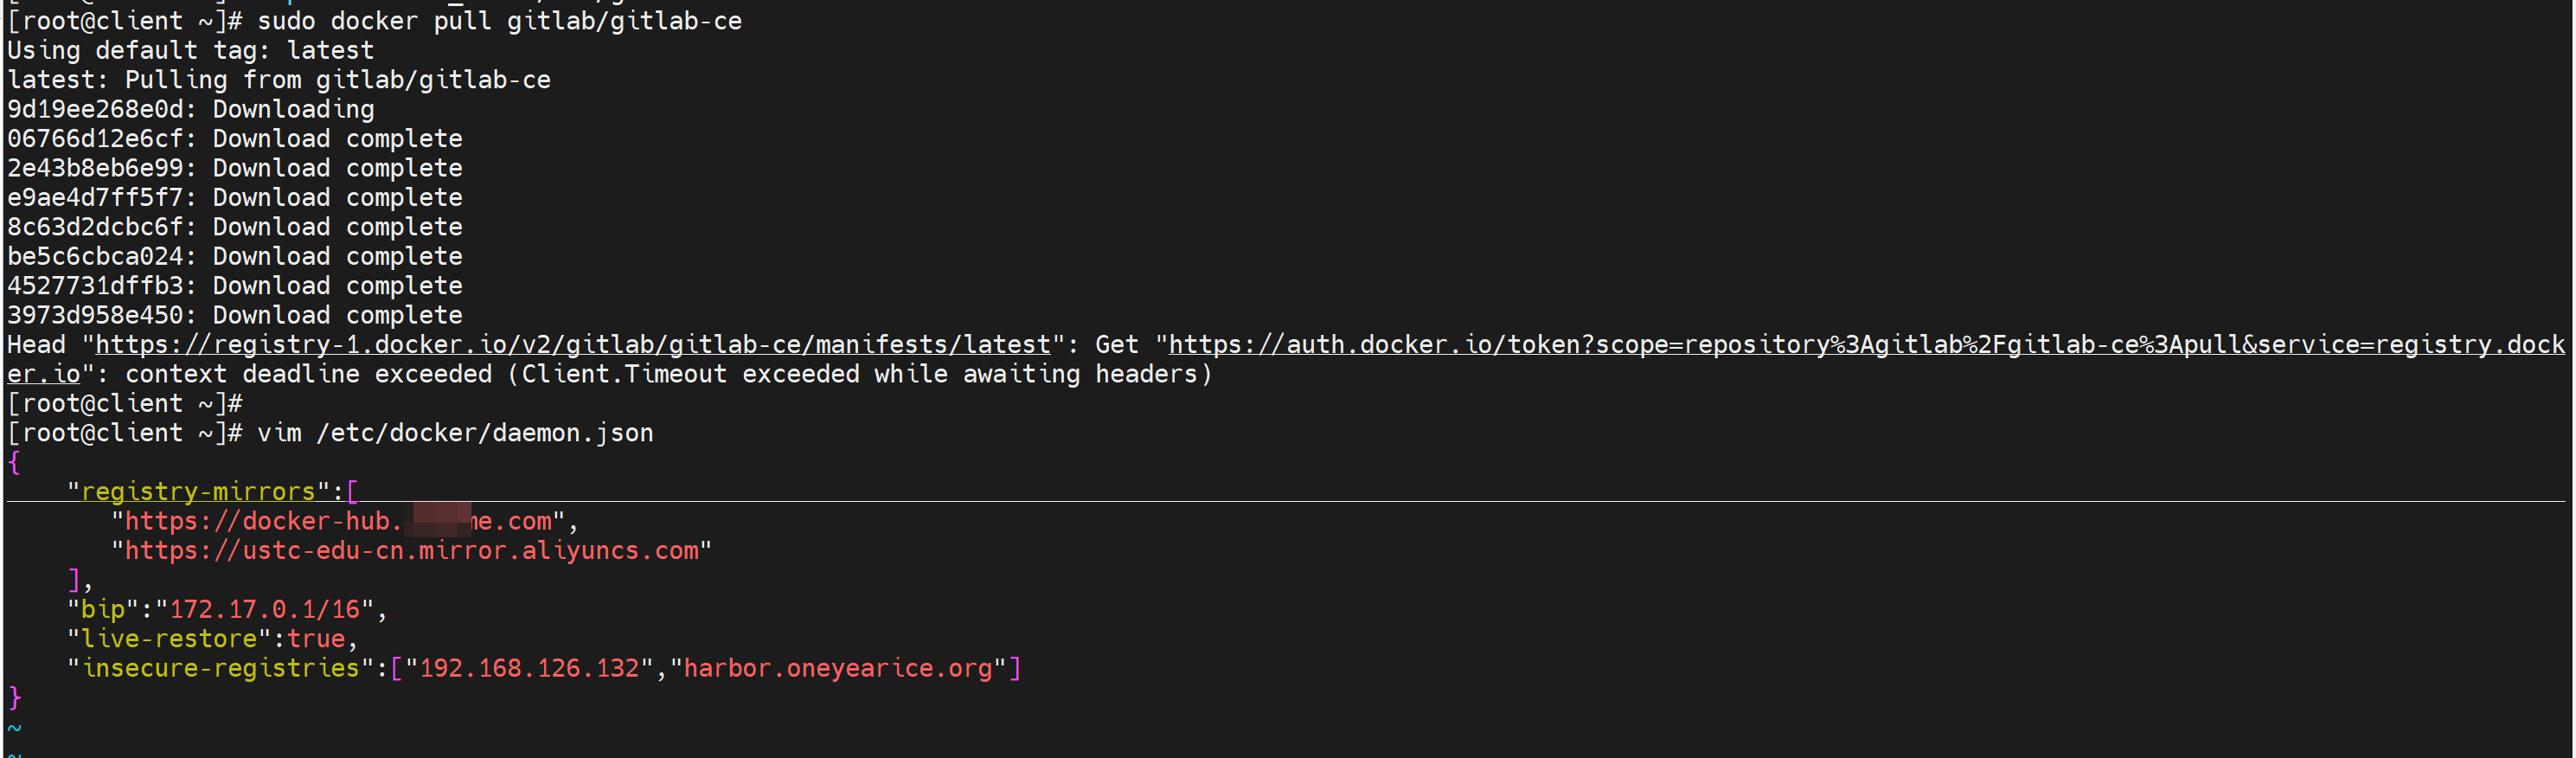 [root@client ~]# sudo docker pull gitlab/gitlab-ce
Using default tag: latest
latest: Pulling from gitlab/gitlab-ce
9d19ee268e0d: Downloading
06766d12e6cf: Download complete
2e43b8eb6e99: Download complete
e9ae4d7ff5f7: Download complete
8c63d2dcbc6f: Download complete
be5c6cbca024: Download complete
4527731dffb3: Download complete
3973d958e450: Download complete
Head "https://registry-1.docker.io/v2/gitlab/gitlab-ce/manifests/latest": Get "https://auth.docker.io/token?scope=repository%3Agitlab%2Fgitlab-ce%3Apull&service=registry.dock
er.io": context deadline exceeded (Client.Timeout exceeded while awaiting headers)
[root@client ~]#
[root@client ~]# vim /etc/docker/daemon.json
{
    "registry-mirrors":[
       "https://docker-hub. me.com",
       "https://ustc-edu-cn.mirror.aliyuncs.com"
    ],
    "bip":"172.17.0.1/16",
    "live-restore":true,
    "insecure-registries":["192.168.126.132","harbor.oneyearice.org"]
}
~
~